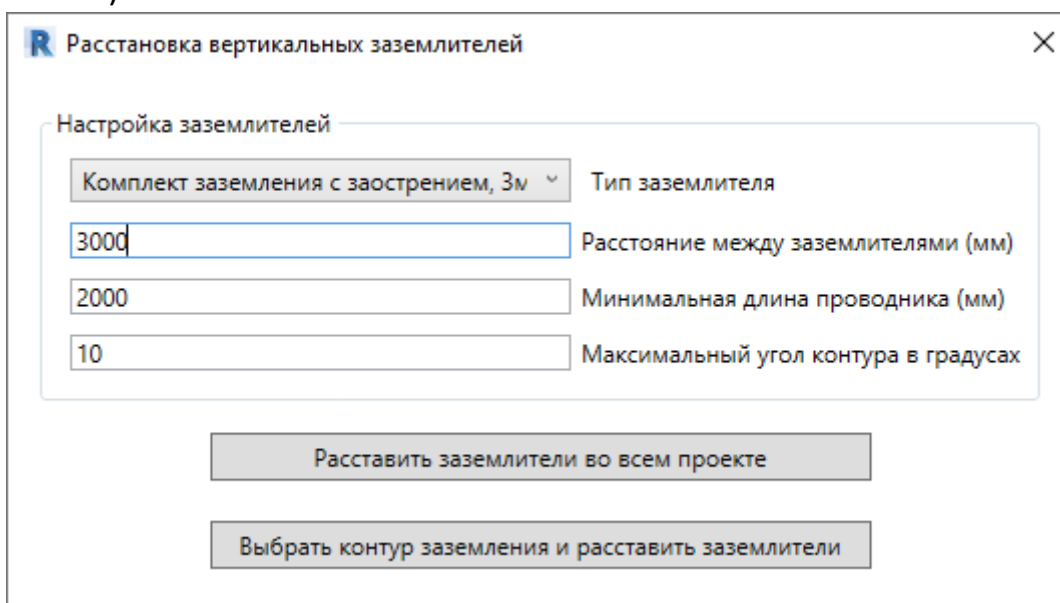 Расстановка вертикальных заземлителей
Настройка заземлителей
Комплект заземления с заострением, 3м Тип заземлителя
3000 Расстояние между заземлителями (мм)
2000 Минимальная длина проводника (мм)
10 Максимальный угол контура в градусах
Расставить заземлители во всем проекте
Выбрать контур заземления и расставить заземлители